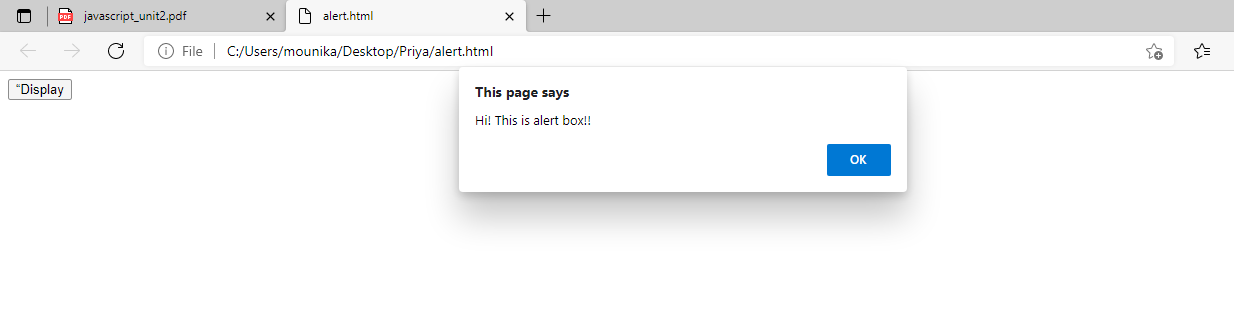 javascript_unit2.pdf
alert.html
File
C:/Users/mounika/Desktop/Priya/alert.html
“Display
This page says
Hi! This is alert box!!
OK